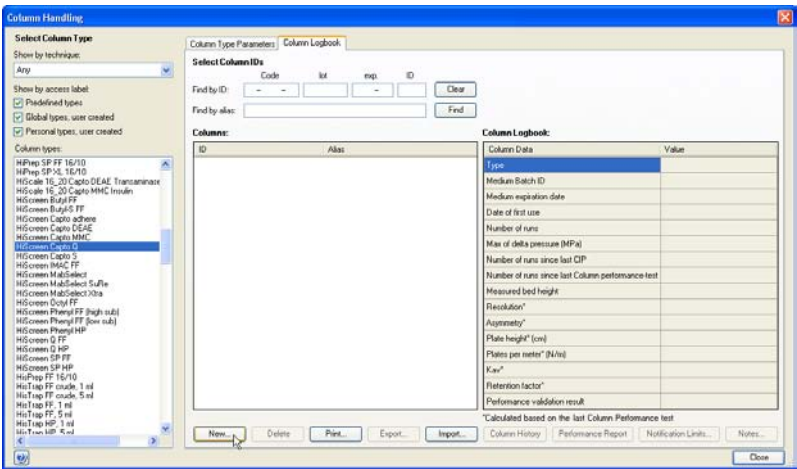 Column Handling
Select Column Type
Show by technique:
Any
Show by access label:
Predefined types
Global types, user created
Personal types, user created
Column types:
HiPrep SP FF 16/10
HiPrep SP XL 16/10
HiScale 16_20 Capto DEAE Transaminase
HiScale 16_20 Capto MMC Insulin
HiScreen Butyl FF
HiScreen Butyl-S FF
HiScreen Capto adhere
HiScreen Capto DEAE
HiScreen Capto MMC
HiScreen Capto Q
HiScreen Capto S
HiScreen IMAC FF
HiScreen MabSelect
HiScreen MabSelect SuRe
HiScreen MabSelect Xtra
HiScreen Octyl FF
HiScreen Phenyl FF (high sub)
HiScreen Phenyl FF (low sub)
HiScreen Phenyl HP
HiScreen Q FF
HiScreen Q HP
HiScreen SP FF
HiScreen SP HP
HisPrep FF 16/10
HisTrap FF crude, 1 ml
HisTrap FF crude, 5 ml
HisTrap FF, 1 ml
HisTrap FF, 5 ml
HisTrap HP, 1 ml
HisTrap HP, 5 ml
Column Type Parameters
Column Logbook
Select Column IDs
Code lot exp. ID
Find by ID: - - - Clear
Find by alias: Find
Columns:
ID Alias
New... Delete Print... Export... Import...
Column Logbook:
Column Data Value
Type
Medium Batch ID
Medium expiration date
Date of first use
Number of runs
Max of delta pressure (MPa)
Number of runs since last CIP
Number of runs since last Column performance test
Measured bed height
Resolution*
Asymmetry*
Plate height* (cm)
Plates per meter* (N/m)
Kav*
Retention factor*
Performance validation result
*Calculated based on the last Column Performance test
Column History Performance Report Notification Limits... Notes...
Close